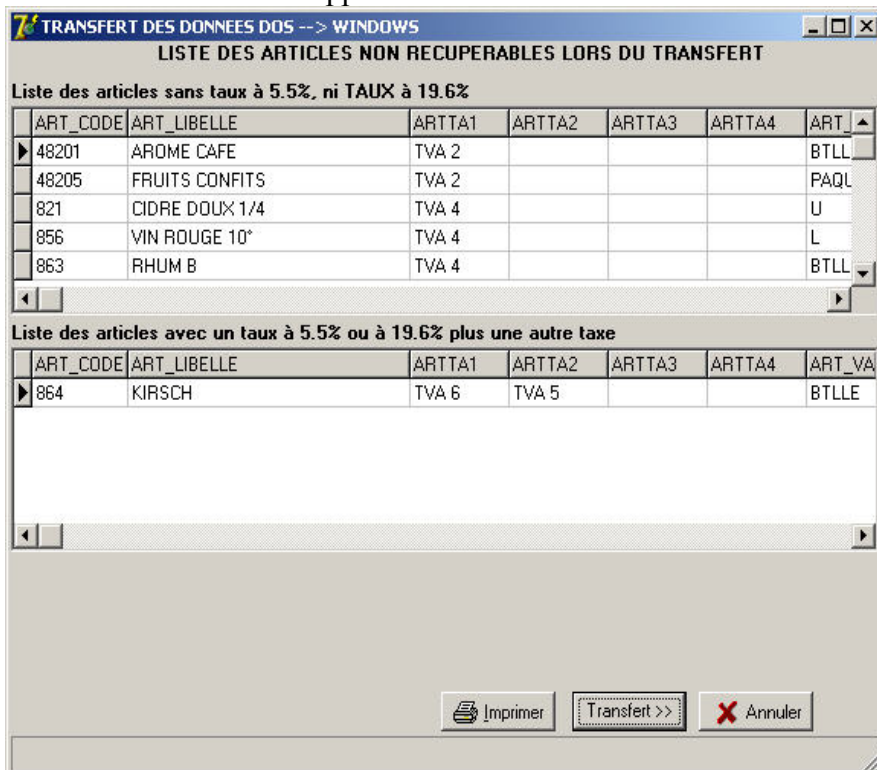 TRANSFERT DES DONNEES DOS --> WINDOWS
LISTE DES ARTICLES NON RECUPERABLES LORS DU TRANSFERT
Liste des articles sans taux à 5.5%, ni TAUX à 19.6%
ART_CODE ART_LIBELLE ARTTA1 ARTTA2 ARTTA3 ARTTA4 ART_
48201 AROME CAFE TVA 2 BTLL
48205 FRUITS CONFITS TVA 2 PAQU
821 CIDRE DOUX 1/4 TVA 4 U
856 VIN ROUGE 10° TVA 4 L
863 RHUM B TVA 4 BTLL
Liste des articles avec un taux à 5.5% ou à 19.6% plus une autre taxe
ART_CODE ART_LIBELLE ARTTA1 ARTTA2 ARTTA3 ARTTA4 ART_VA
864 KIRSCH TVA 6 TVA 5 BTLLE
Imprimer Transfert >> Annuler